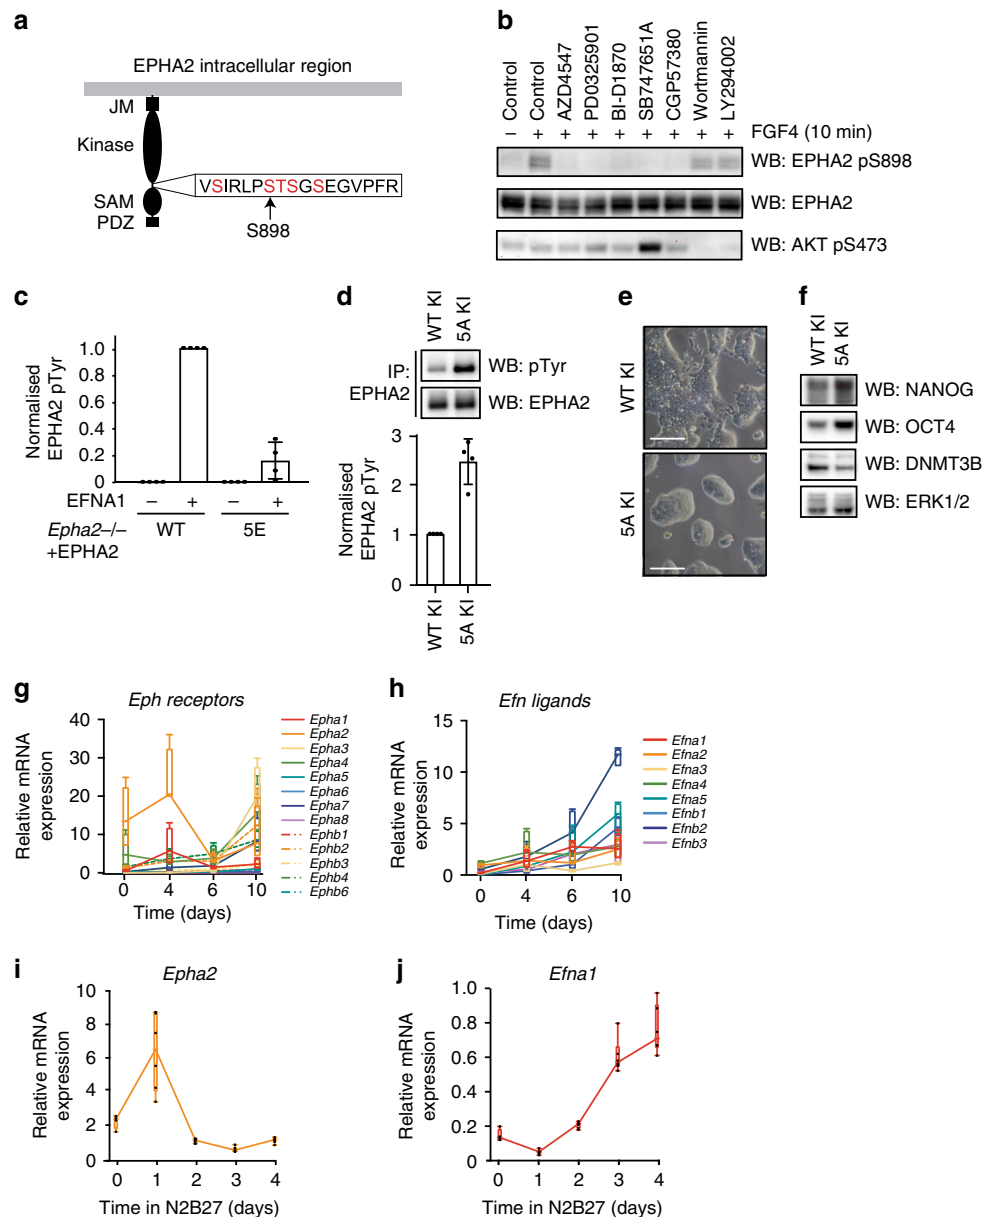 a
EPHA2 intracellular region
JM
Kinase
SAM
PDZ
VSIRLPSTSGSEGVPFR
S898
b
Control
Control
AZD4547
PD0325901
BI-D1870
SB747651A
CGP57380
Wortmannin
LY294002
– + + + + + + + + FGF4 (10 min)
WB: EPHA2 pS898
WB: EPHA2
WB: AKT pS473
c
Normalised
EPHA2 pTyr
1.0
0.8
0.6
0.4
0.2
0
EFNA1 – + – +
Epha2–/–
+EPHA2
WT 5E
d
WT KI
5A KI
IP:
EPHA2
WB: pTyr
WB: EPHA2
Normalised
EPHA2 pTyr
3
2
1
0
WT KI
5A KI
e
WT KI
5A KI
f
WT KI
5A KI
WB: NANOG
WB: OCT4
WB: DNMT3B
WB: ERK1/2
g
Eph receptors
Relative mRNA
expression
40
30
20
10
0
0 4 6 10
Time (days)
Epha1
Epha2
Epha3
Epha4
Epha5
Epha6
Epha7
Epha8
Ephb1
Ephb2
Ephb3
Ephb4
Ephb6
h
Efn ligands
Relative mRNA
expression
15
10
5
0
0 4 6 10
Time (days)
Efna1
Efna2
Efna3
Efna4
Efna5
Efnb1
Efnb2
Efnb3
i
Epha2
Relative mRNA
expression
10
8
6
4
2
0
0 1 2 3 4
Time in N2B27 (days)
j
Efna1
Relative mRNA
expression
1.0
0.8
0.6
0.4
0.2
0
0 1 2 3 4
Time in N2B27 (days)